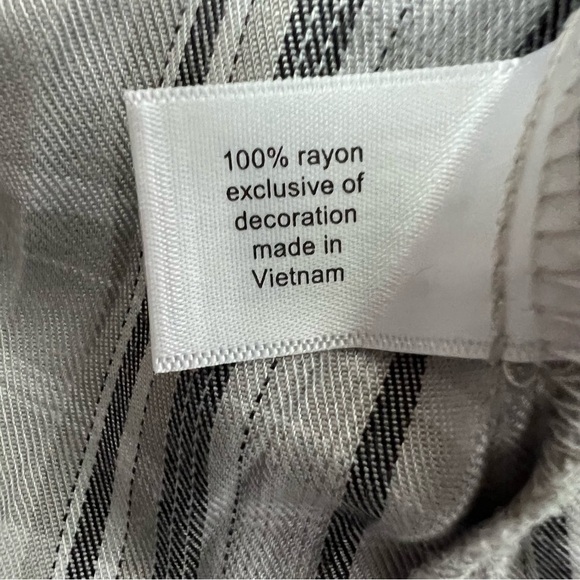 100% rayon
exclusive of
decoration
made in
Vietnam